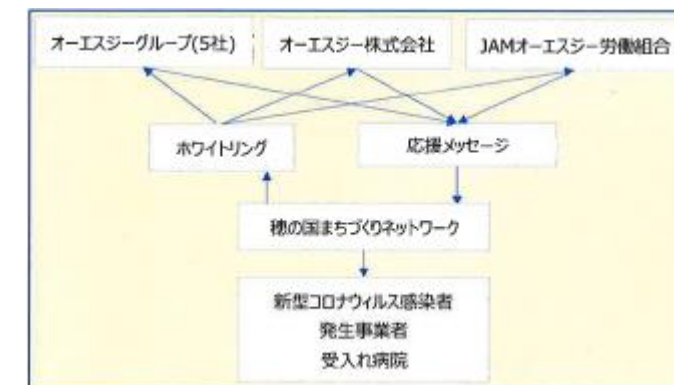 オーエスジーグループ(5社)
オーエスジー株式会社
JAMオーエスジー労働組合
ホワイトリング
応援メッセージ
穂の国まちづくりネットワーク
新型コロナウィルス感染者
発生事業者
受入れ病院